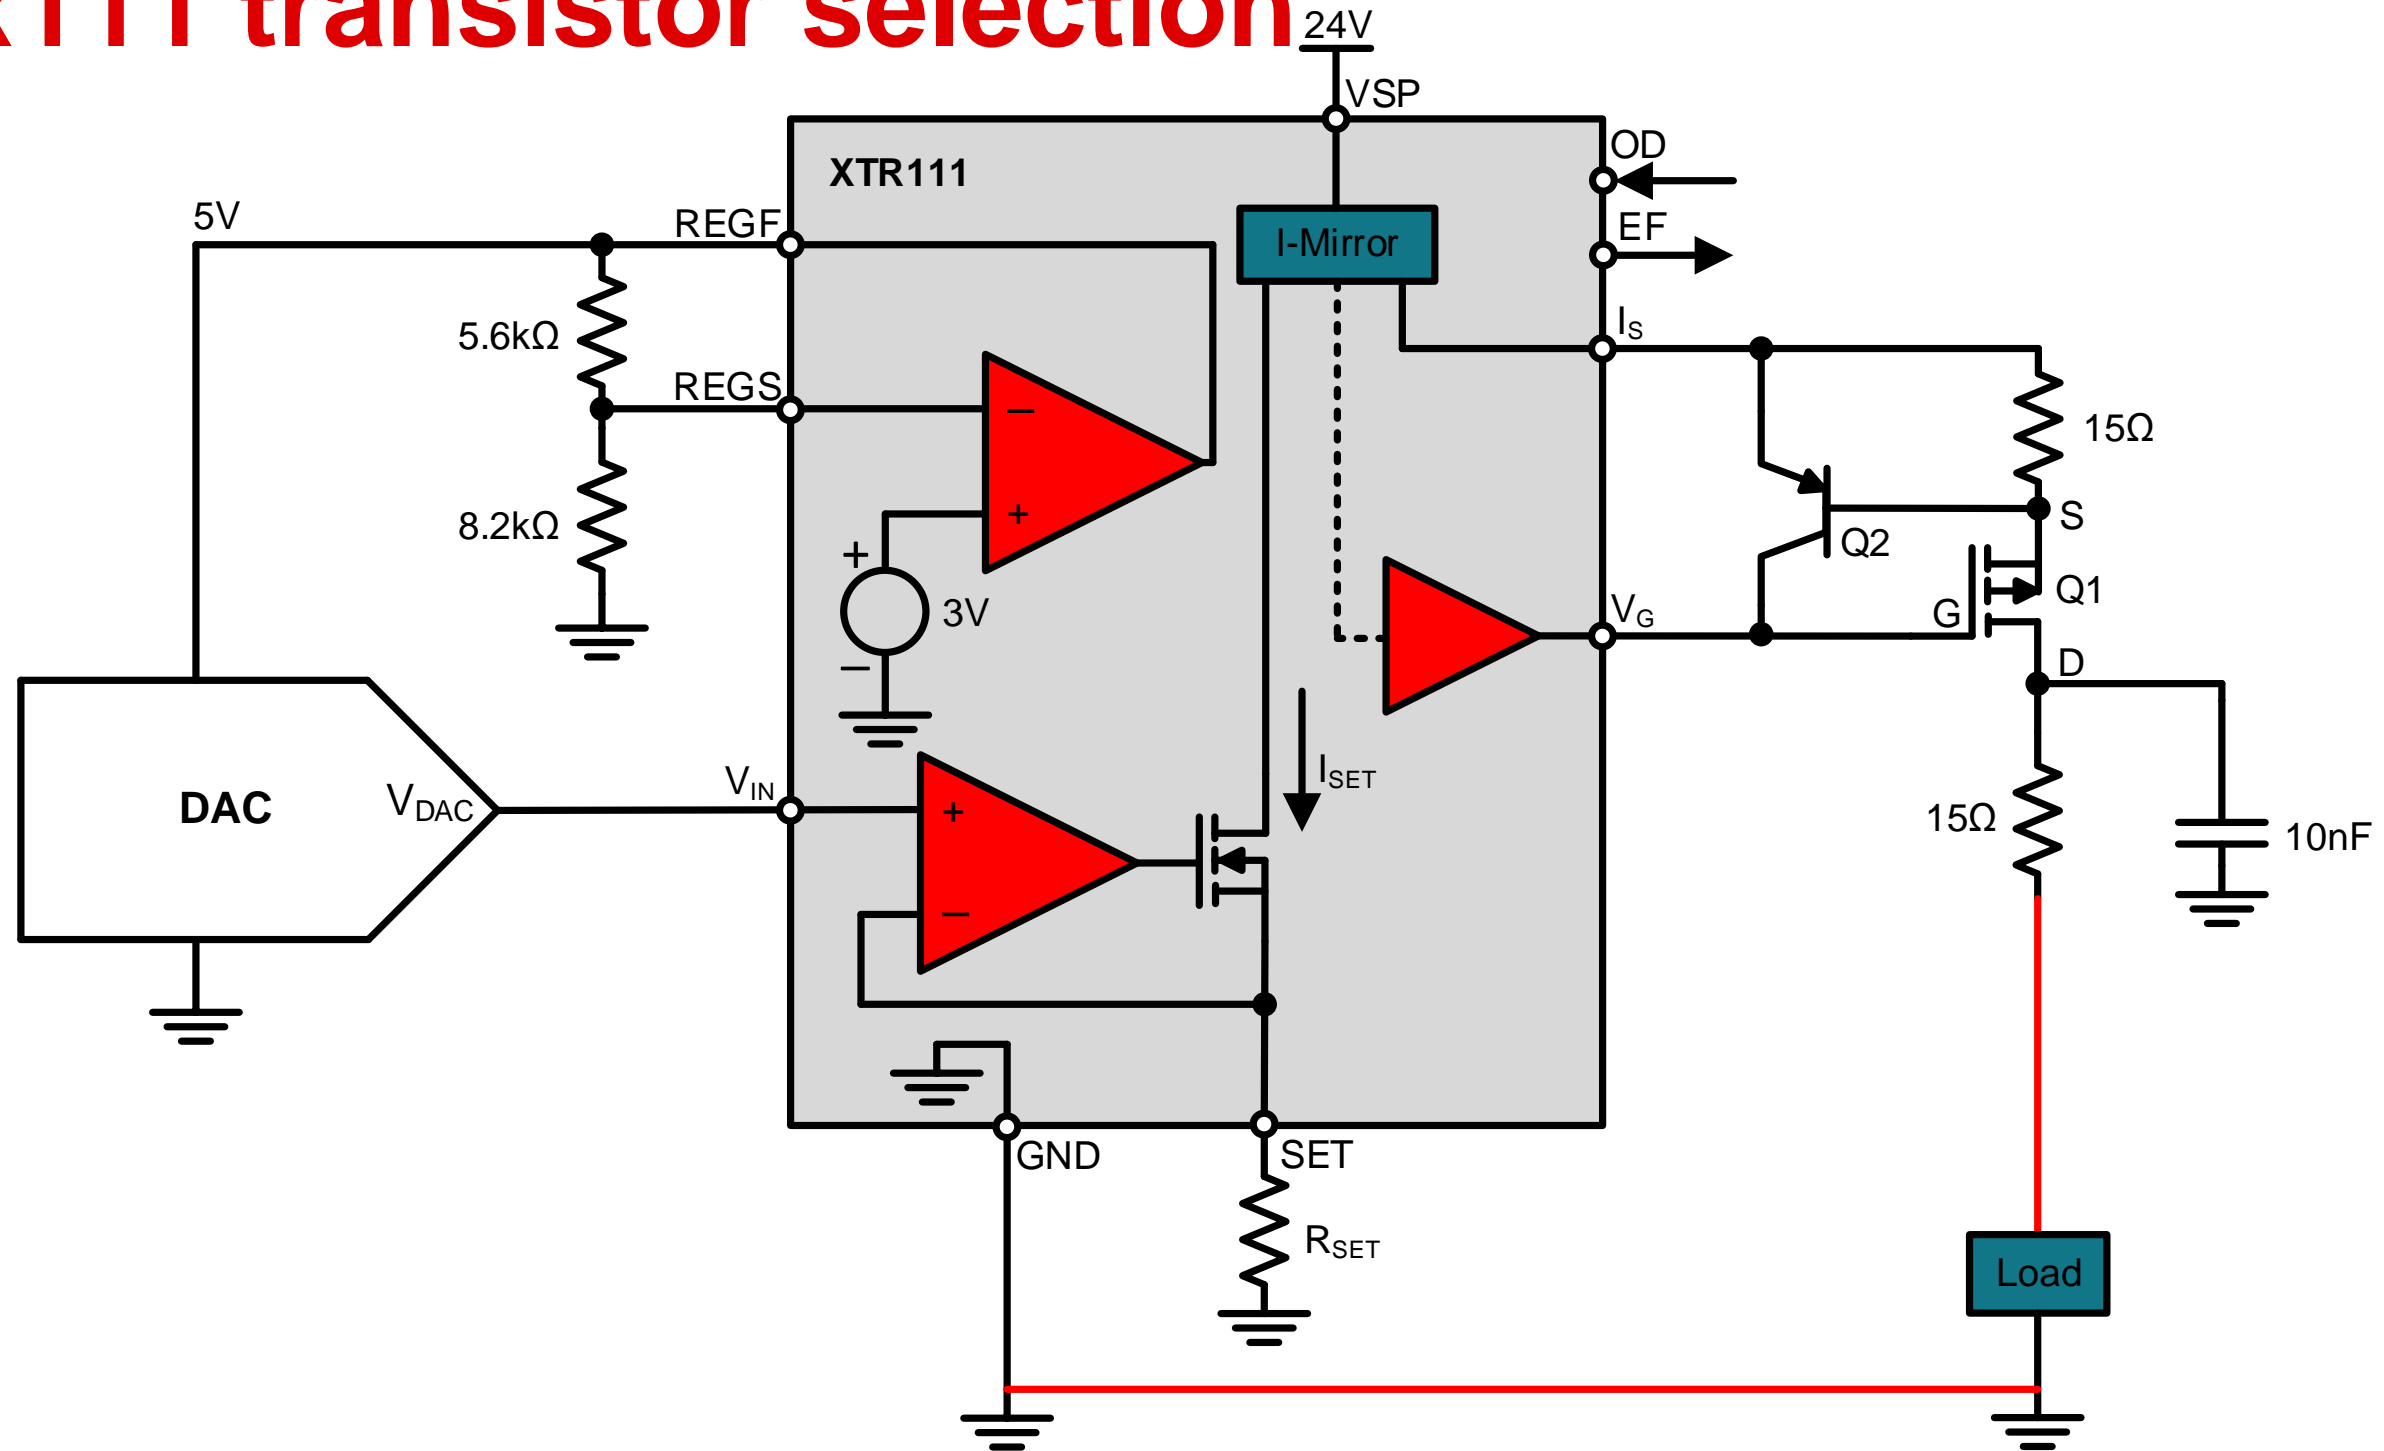 R111 transistor selection
24V
VSP
OD
XTR111
5V
REGF
EF
I-Mirror
IS
5.6kΩ
REGS
–
15Ω
8.2kΩ
+
S
Q2
+
3V
Q1
VG
G
–
D
DAC
VDAC
VIN
+
ISET
15Ω
10nF
–
GND
SET
RSET
Load